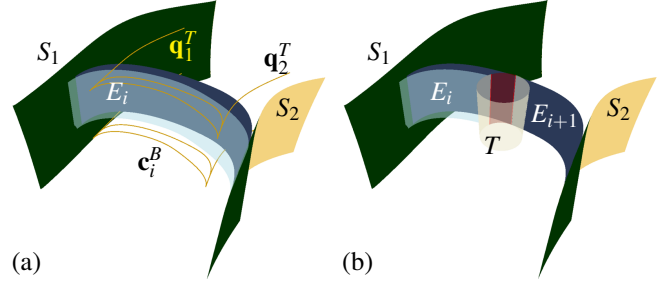 S₁ q₁ᵀ q₂ᵀ
Eᵢ S₂
cᵢᴮ
(a)
S₁
Eᵢ Eᵢ₊₁ S₂
T
(b)